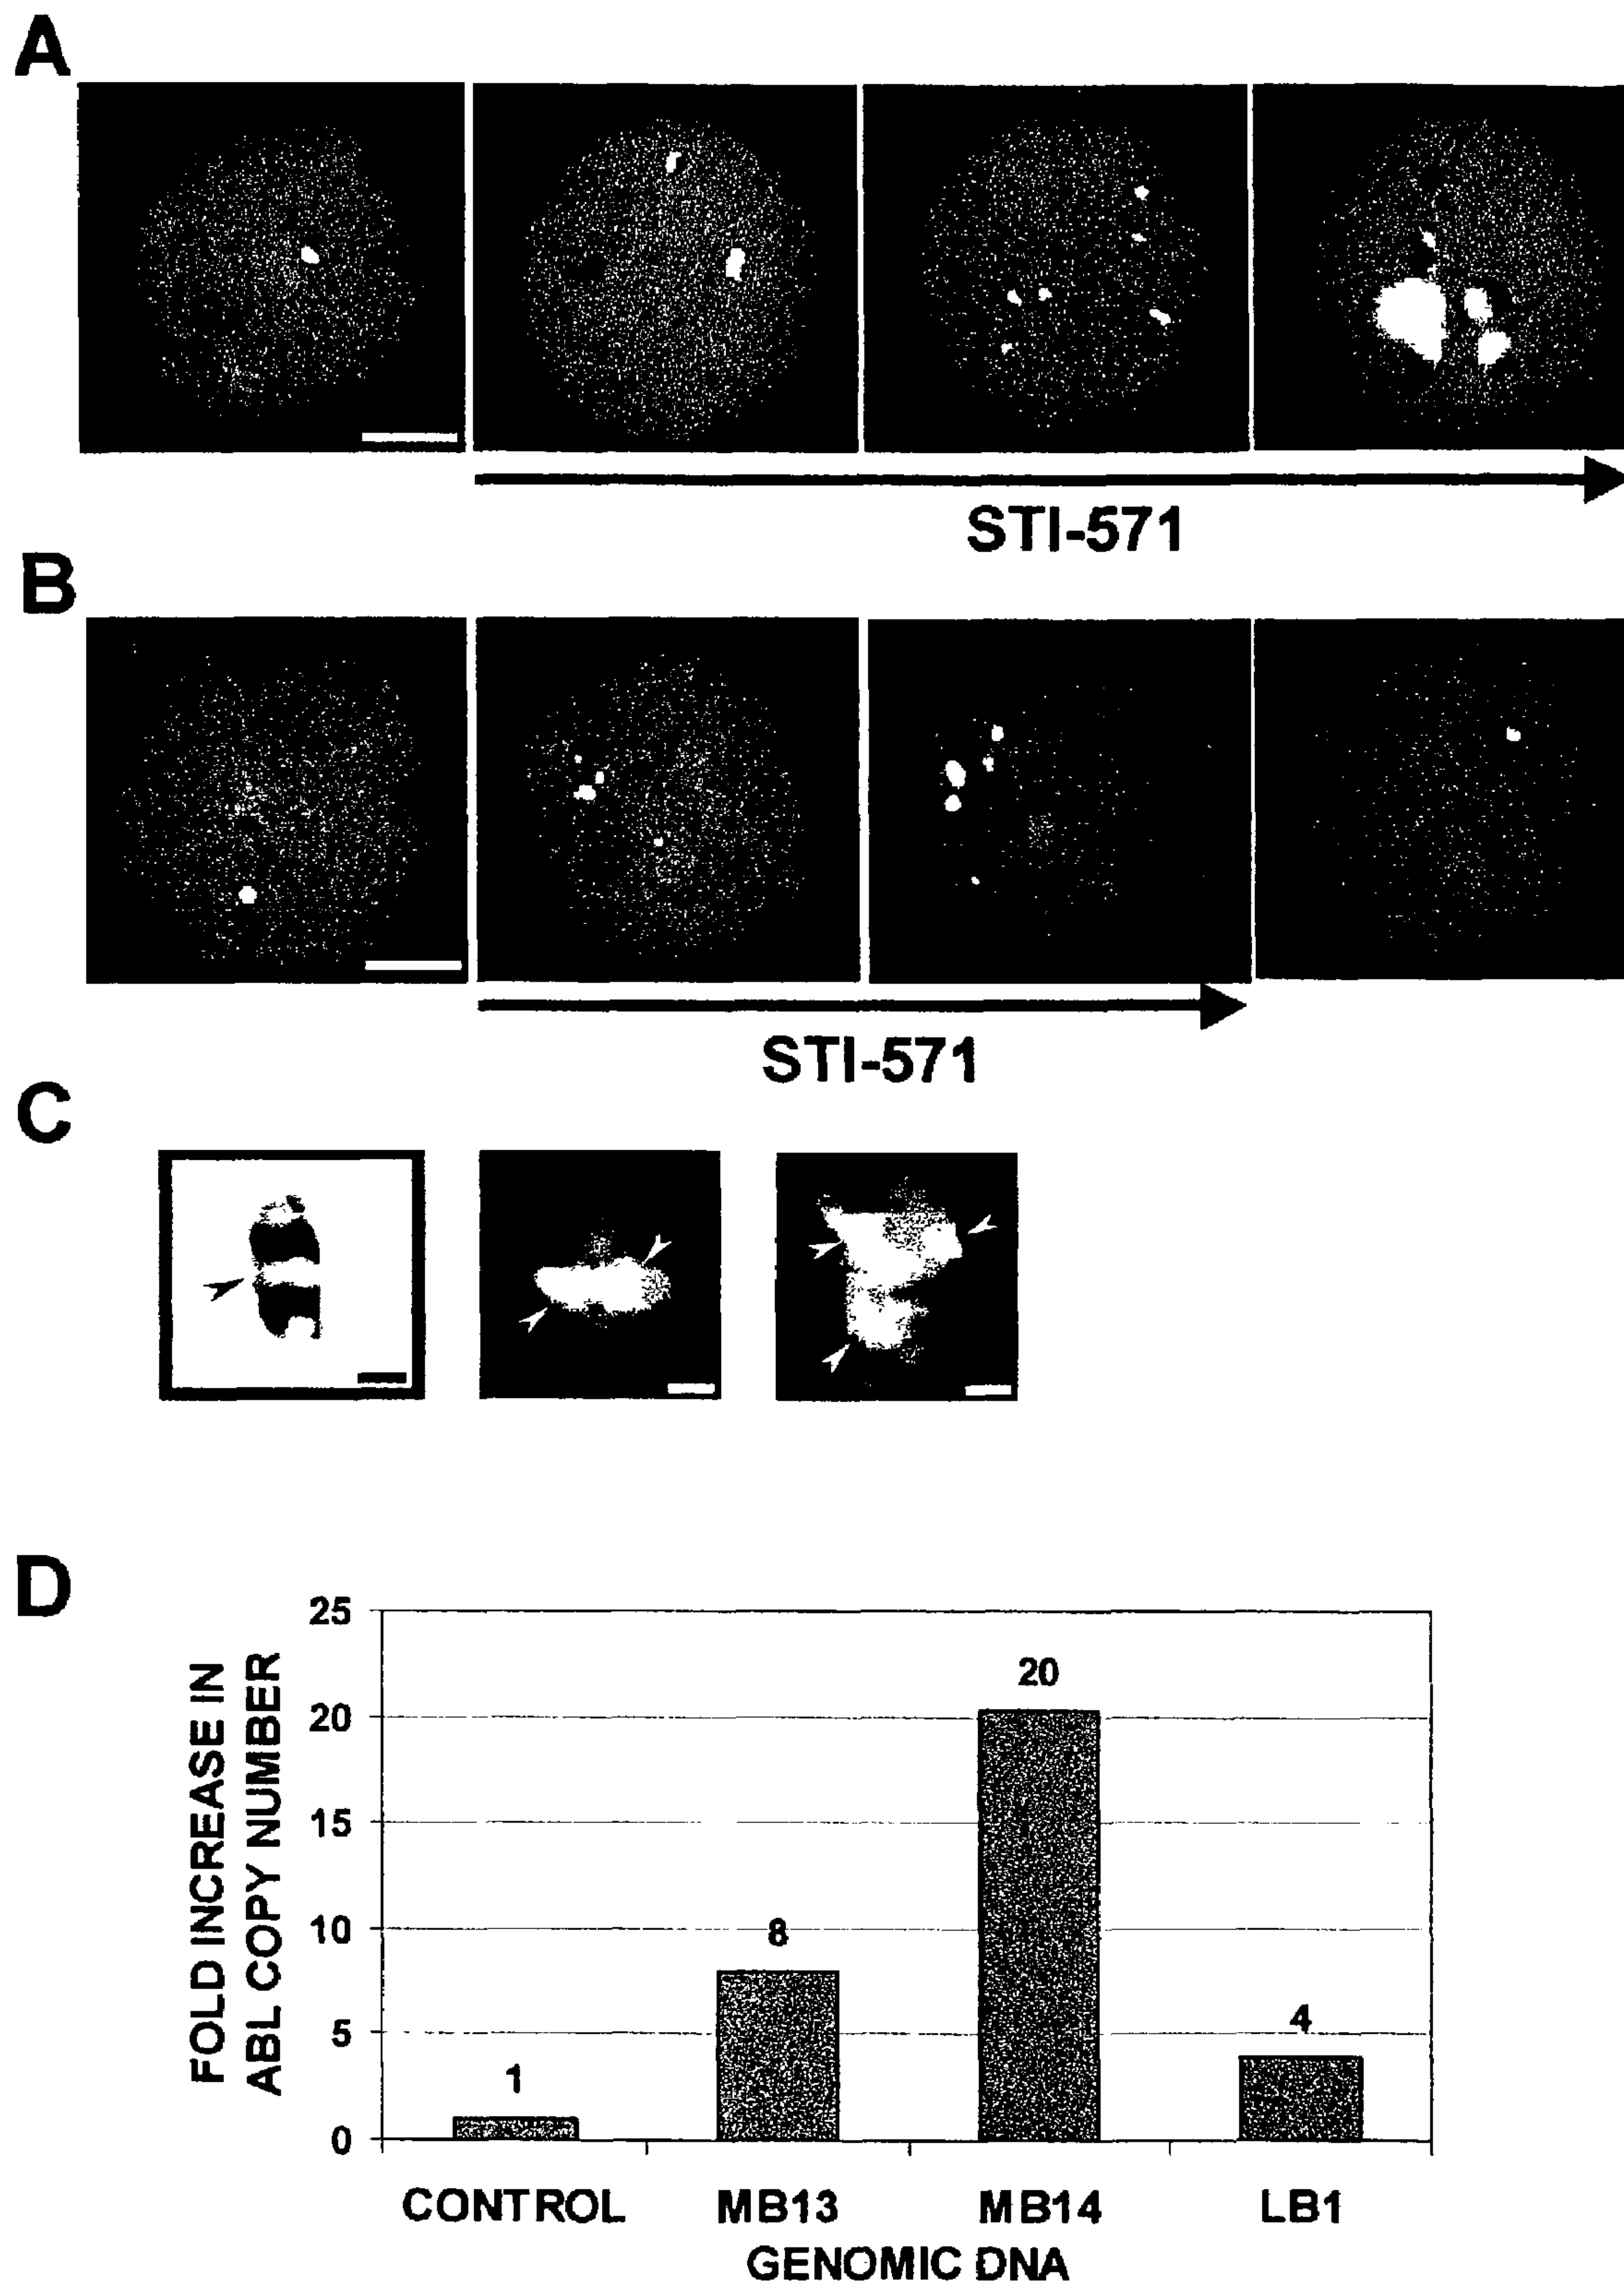 A
STI-571
B
STI-571
C
D
FOLD INCREASE IN
ABL COPY NUMBER
25
20
15
10
5
0
1
8
20
4
CONTROL
MB13
MB14
LB1
GENOMIC DNA